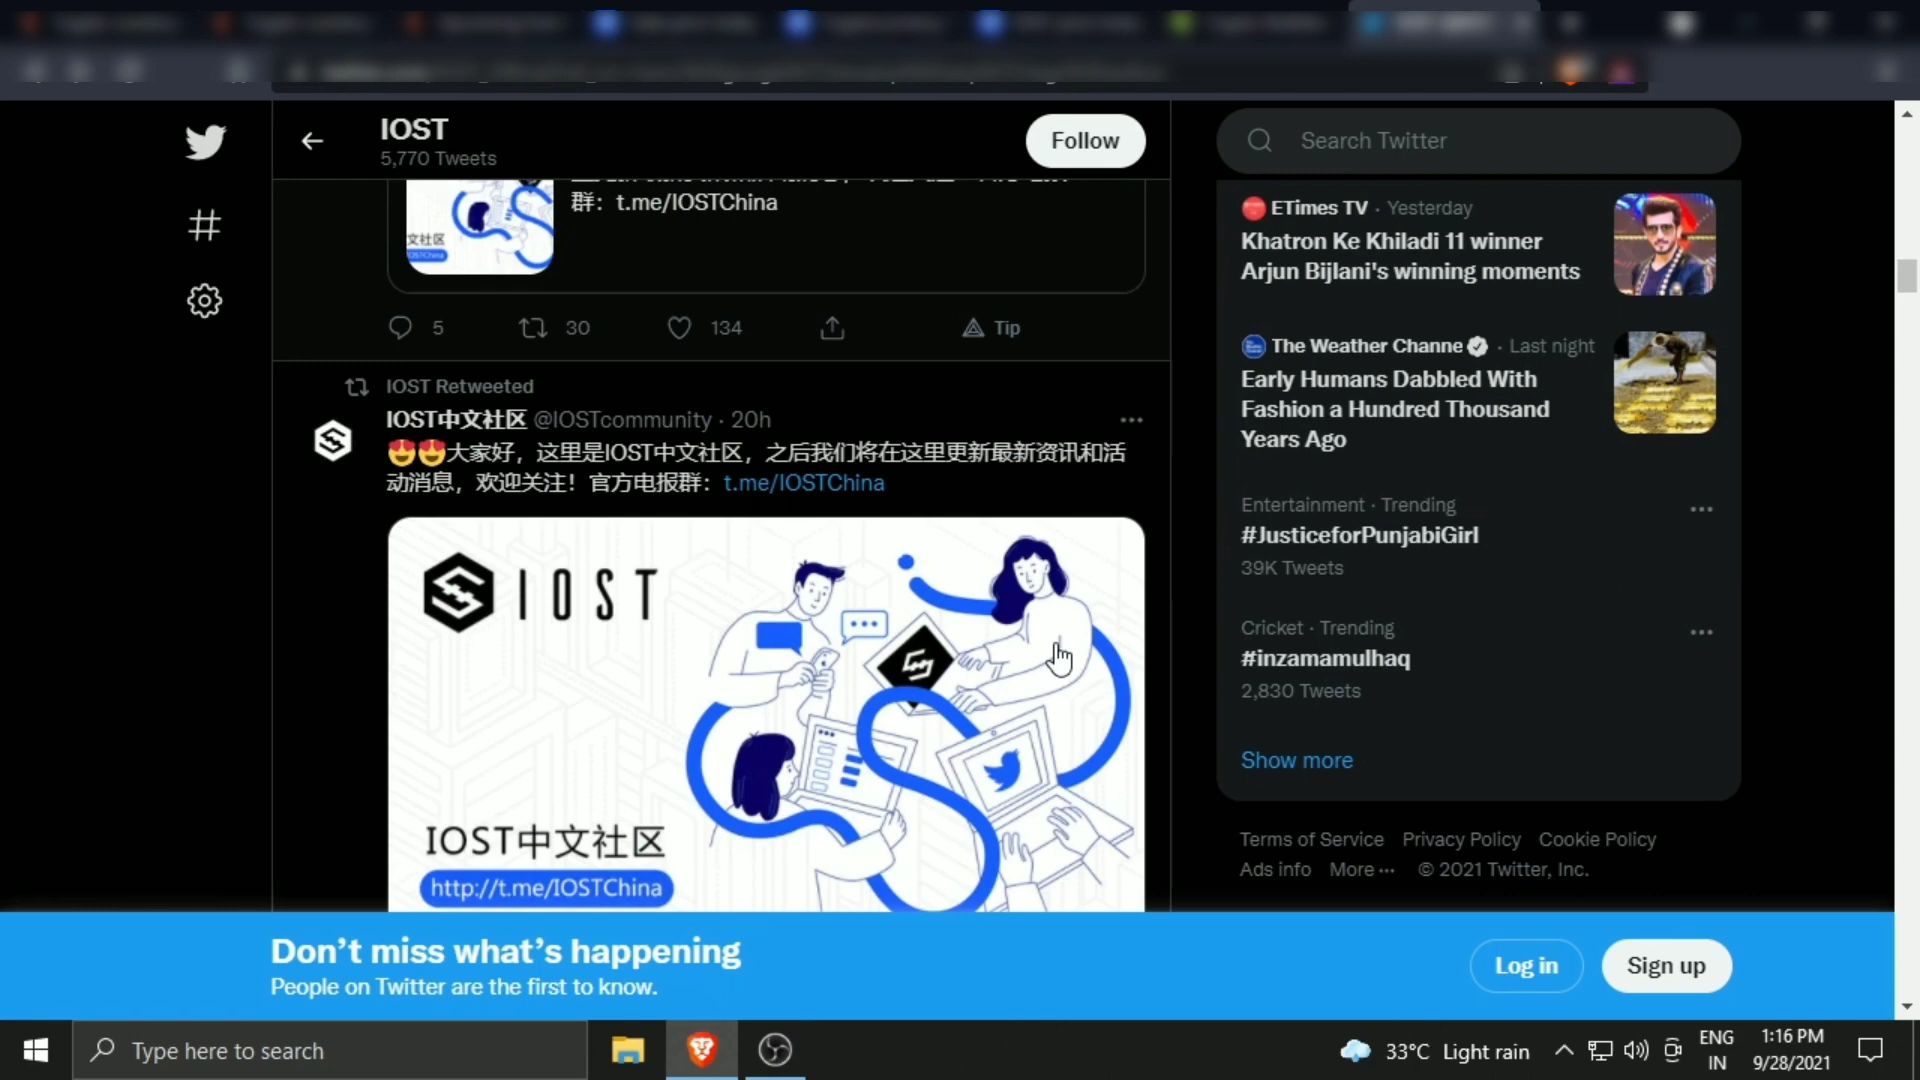 IOST
5,770 Tweets
Follow
Search Twitter
群：t.me/IOSTChina
文社区
5
30
134
Tip
IOST Retweeted
IOST中文社区 @IOSTcommunity · 20h
😍😍大家好，这里是IOST中文社区，之后我们将在这里更新最新资讯和活
动消息，欢迎关注！官方电报群：t.me/IOSTChina
IOST
IOST中文社区
http://t.me/IOSTChina
ETimes TV · Yesterday
Khatron Ke Khiladi 11 winner
Arjun Bijlani's winning moments
The Weather Channe · Last night
Early Humans Dabbled With
Fashion a Hundred Thousand
Years Ago
Entertainment · Trending
#JusticeforPunjabiGirl
39K Tweets
Cricket · Trending
#inzamamulhaq
2,830 Tweets
Show more
Terms of Service Privacy Policy Cookie Policy
Ads info More ··· © 2021 Twitter, Inc.
Don’t miss what’s happening
People on Twitter are the first to know.
Log in
Sign up
Type here to search
33°C Light rain
ENG
IN
1:16 PM
9/28/2021